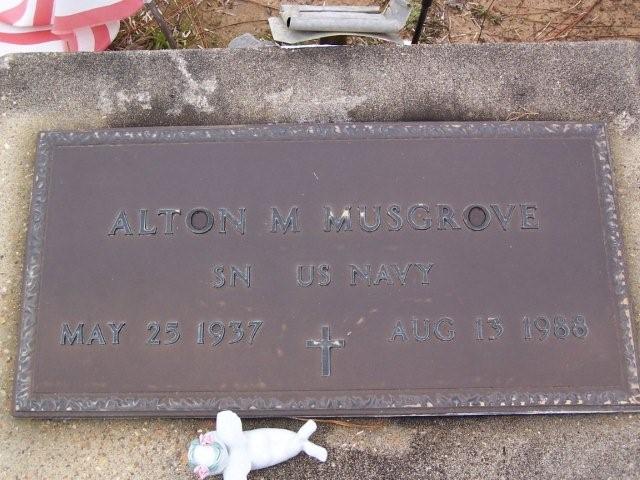 ALTON M MUSGROVE
SN US NAVY
MAY 25 1937 AUG 13 1988